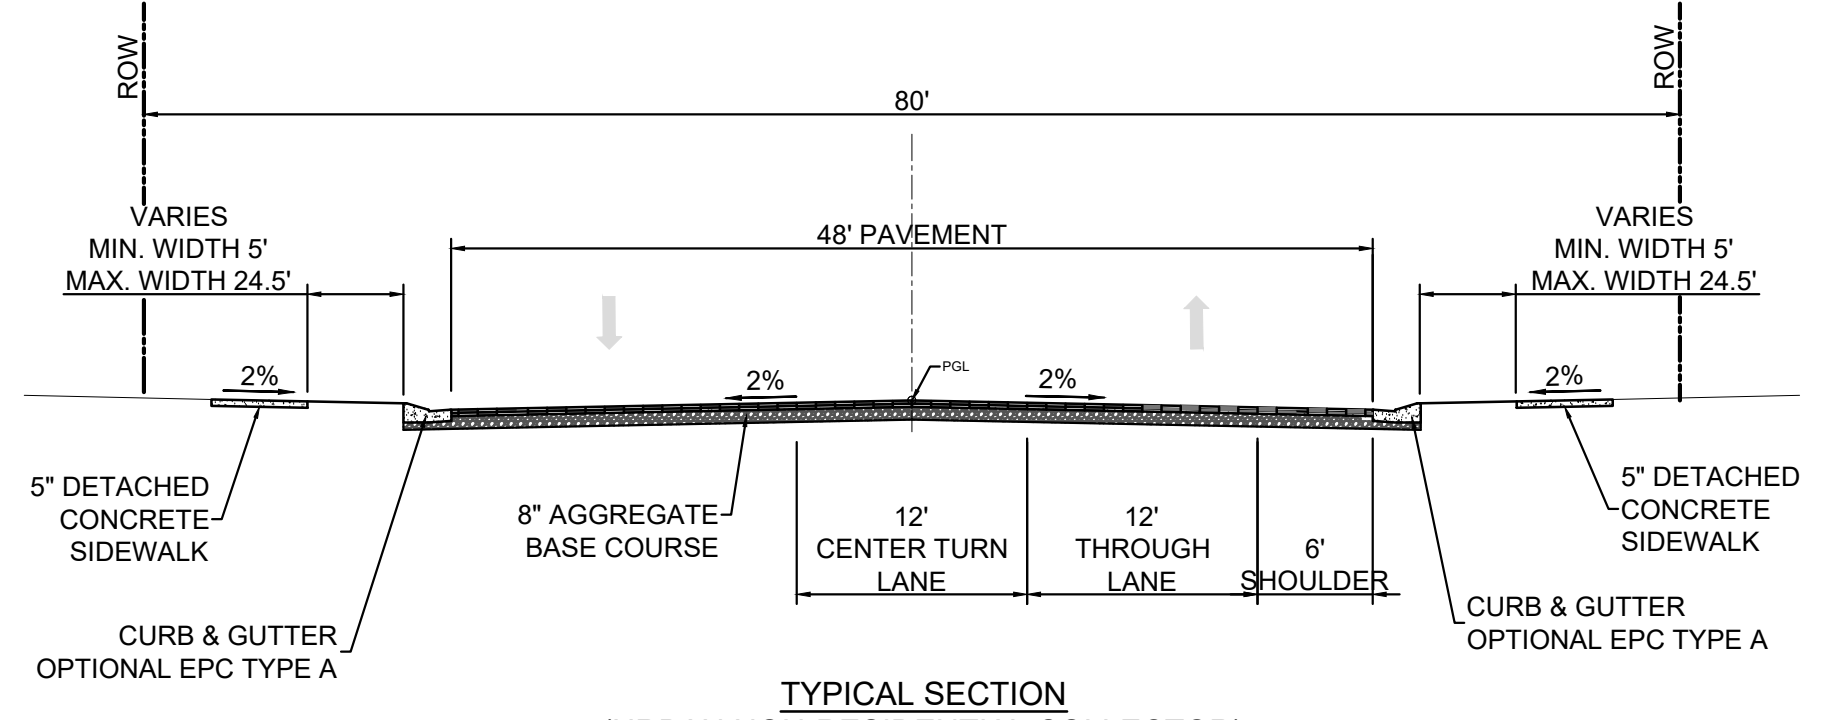 ROW
ROW
80'
VARIES
MIN. WIDTH 5'
MAX. WIDTH 24.5'
48' PAVEMENT
VARIES
MIN. WIDTH 5'
MAX. WIDTH 24.5'
2%
2%
PGL
2%
2%
5" DETACHED
CONCRETE
SIDEWALK
8" AGGREGATE
BASE COURSE
12'
CENTER TURN
LANE
12'
THROUGH
LANE
6'
SHOULDER
5" DETACHED
CONCRETE
SIDEWALK
CURB & GUTTER
OPTIONAL EPC TYPE A
CURB & GUTTER
OPTIONAL EPC TYPE A
TYPICAL SECTION